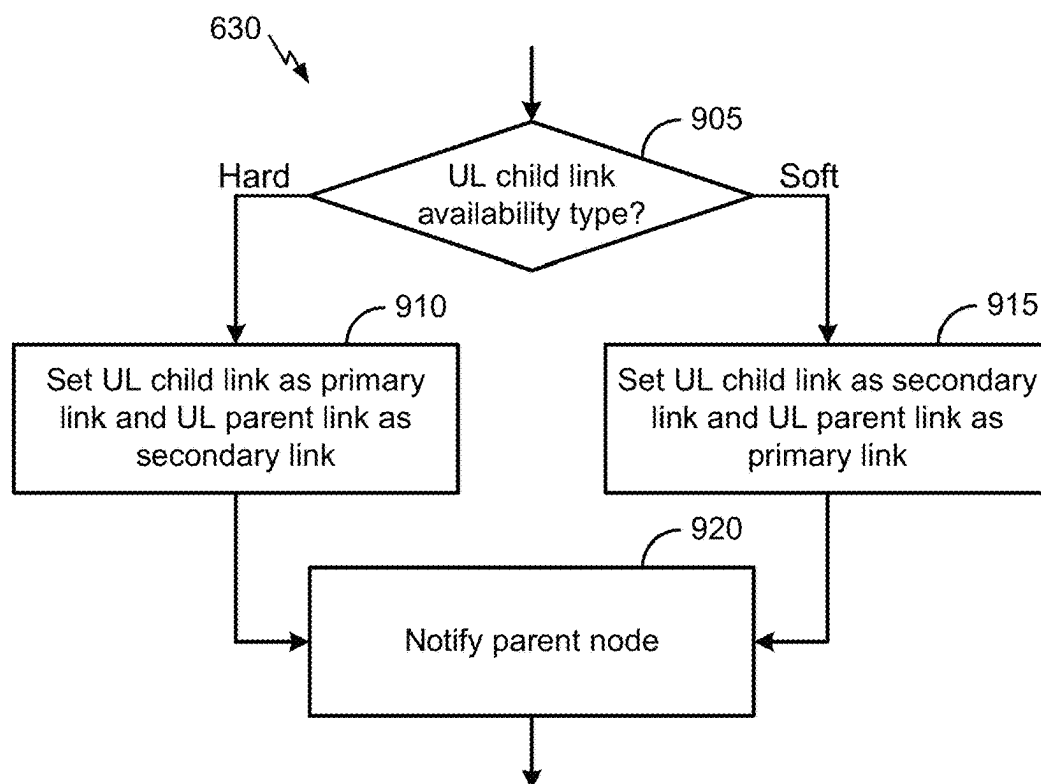 630
905
Hard
UL child link
availability type?
Soft
910
915
Set UL child link as primary
link and UL parent link as
secondary link
Set UL child link as secondary
link and UL parent link as
primary link
920
Notify parent node